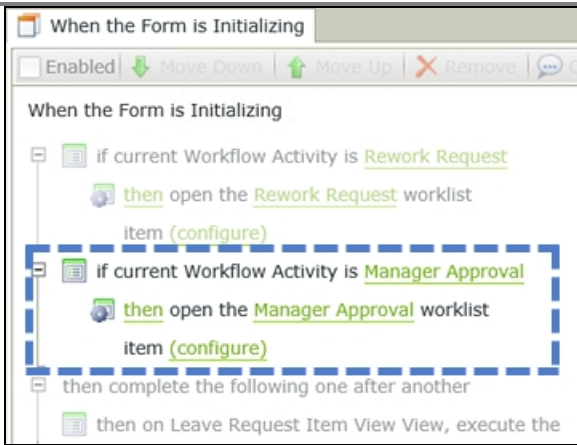 When the Form is Initializing
Enabled Move Down Move Up Remove
When the Form is Initializing
if current Workflow Activity is Rework Request
then open the Rework Request worklist
item (configure)
if current Workflow Activity is Manager Approval
then open the Manager Approval worklist
item (configure)
then complete the following one after another
then on Leave Request Item View View, execute the